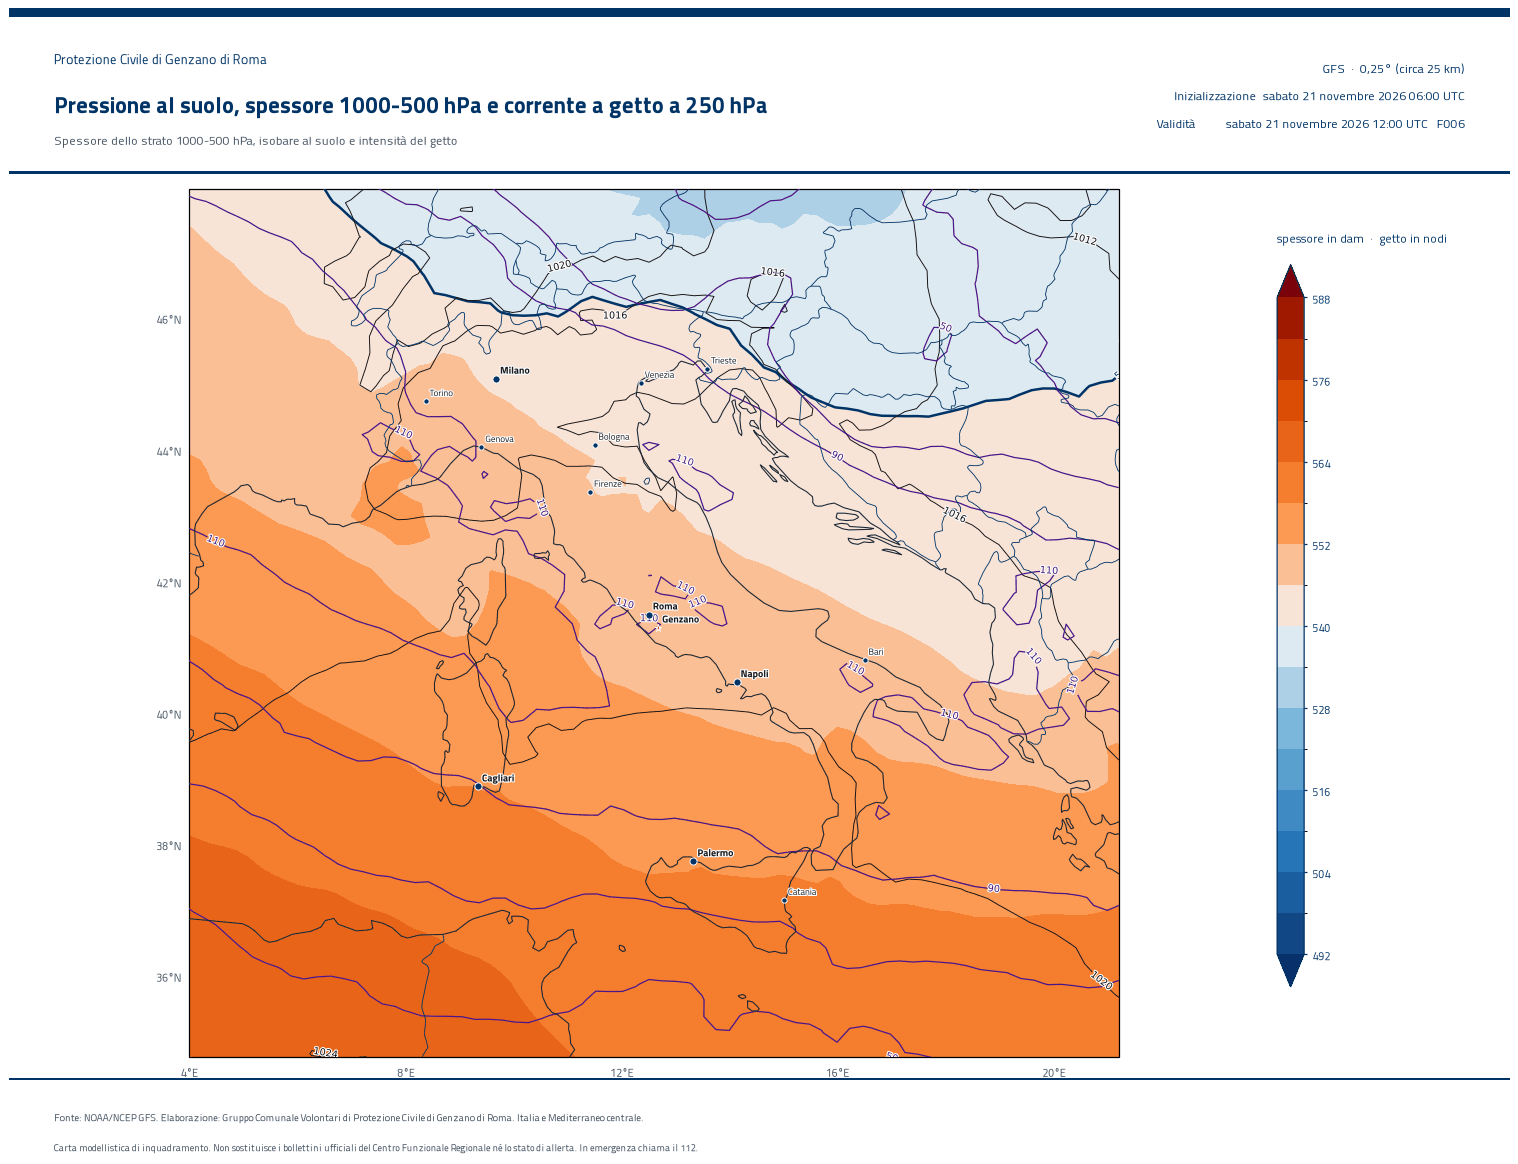 Protezione Civile di Genzano di Roma
Pressione al suolo, spessore 1000-500 hPa e corrente a getto a 250 hPa
Spessore dello strato 1000-500 hPa, isobare al suolo e intensità del getto
GFS · 0,25° (circa 25 km)
Inizializzazione sabato 21 novembre 2026 06:00 UTC
Validità sabato 21 novembre 2026 12:00 UTC F006
spessore in dam · getto in nodi
588
576
564
552
540
528
516
504
492
46°N
44°N
42°N
40°N
38°N
36°N
4°E
8°E
12°E
16°E
20°E
1012
1020
1016
1016
50
Trieste
Milano
Venezia
Torino
110
Genova
Bologna
90
110
Firenze
110
1016
110
110
110
110
110
Roma
110
Genzano
Bari
110
110
Napoli
110
110
Cagliari
Palermo
90
Catania
1020
1024
50
Fonte: NOAA/NCEP GFS. Elaborazione: Gruppo Comunale Volontari di Protezione Civile di Genzano di Roma. Italia e Mediterraneo centrale.
Carta modellistica di inquadramento. Non sostituisce i bollettini ufficiali del Centro Funzionale Regionale né lo stato di allerta. In emergenza chiama il 112.